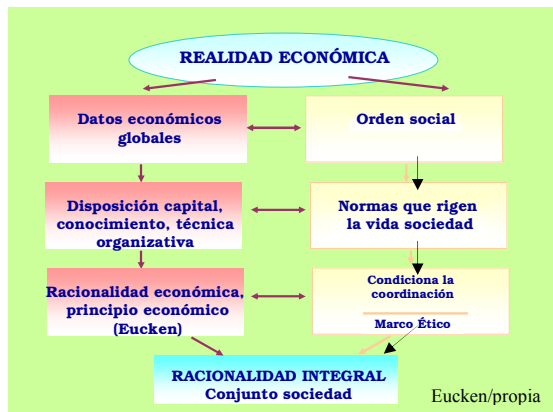 REALIDAD ECONÓMICA
Datos económicos
globales
Orden social
Disposición capital,
conocimiento, técnica
organizativa
Normas que rigen
la vida sociedad
Racionalidad económica,
principio económico
(Eucken)
Condiciona la
coordinación
Marco Ético
RACIONALIDAD INTEGRAL
Conjunto sociedad
Eucken/propia